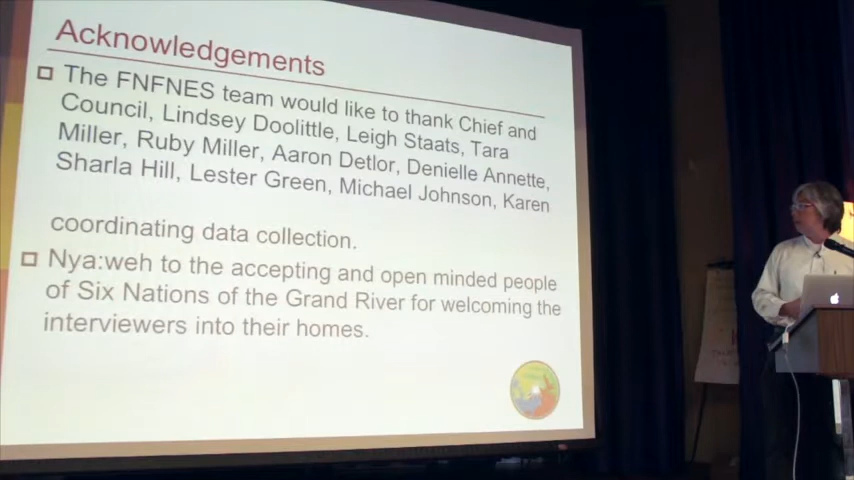 Acknowledgements
The FNFNES team would like to thank Chief and
Council, Lindsey Doolittle, Leigh Staats, Tara
Miller, Ruby Miller, Aaron Detlor, Denielle Annette,
Sharla Hill, Lester Green, Michael Johnson, Karen
coordinating data collection.
Nya:weh to the accepting and open minded people
of Six Nations of the Grand River for welcoming the
interviewers into their homes.